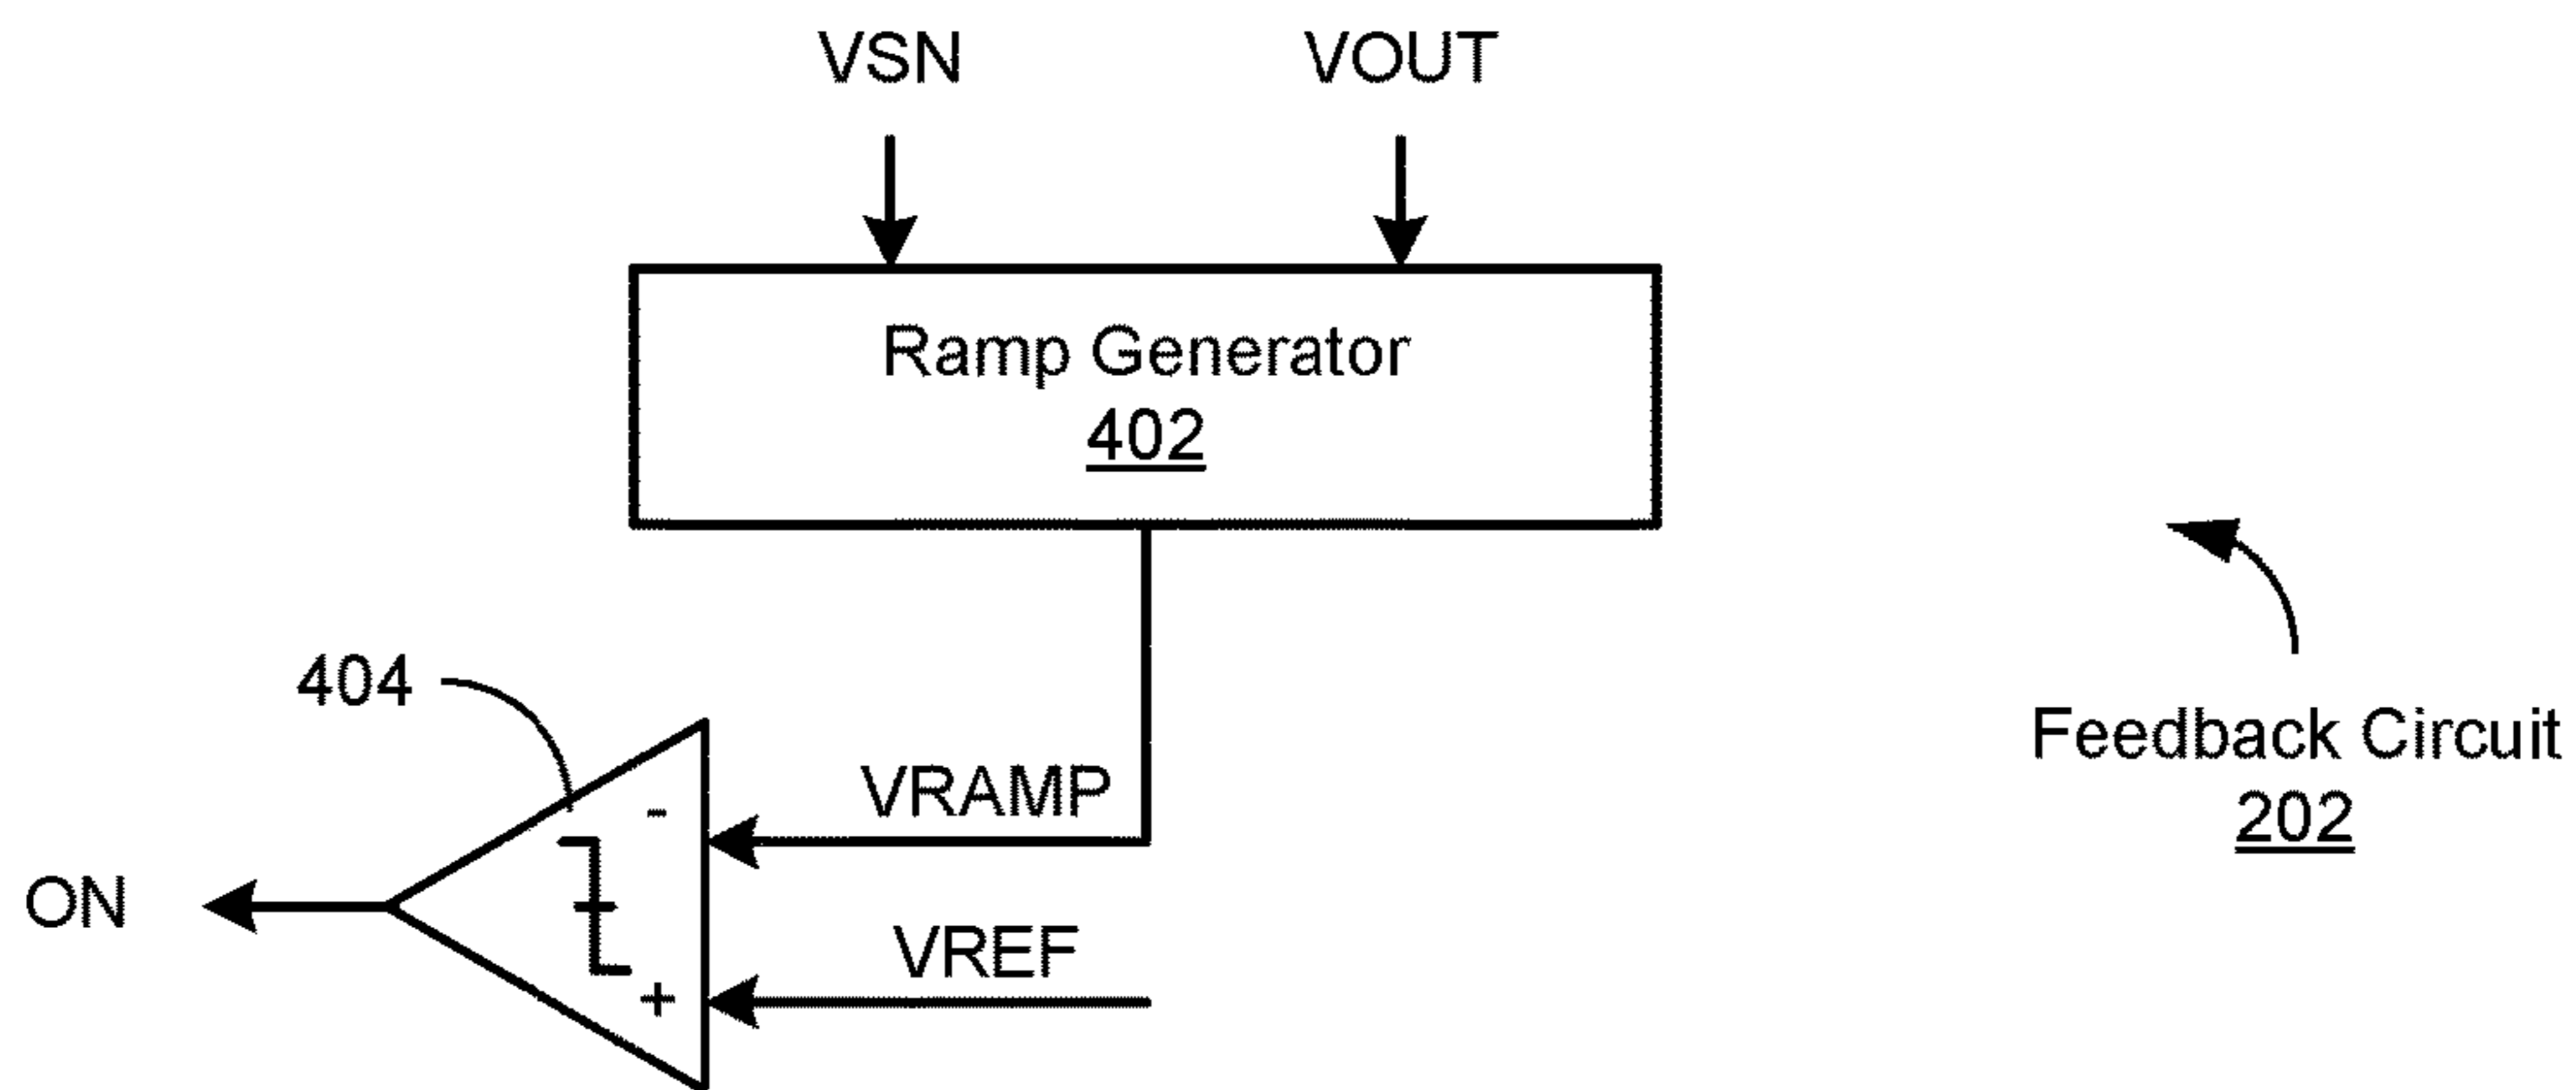 VSN
VOUT
Ramp Generator
402
404
-
VRAMP
ON
VREF
+
Feedback Circuit
202